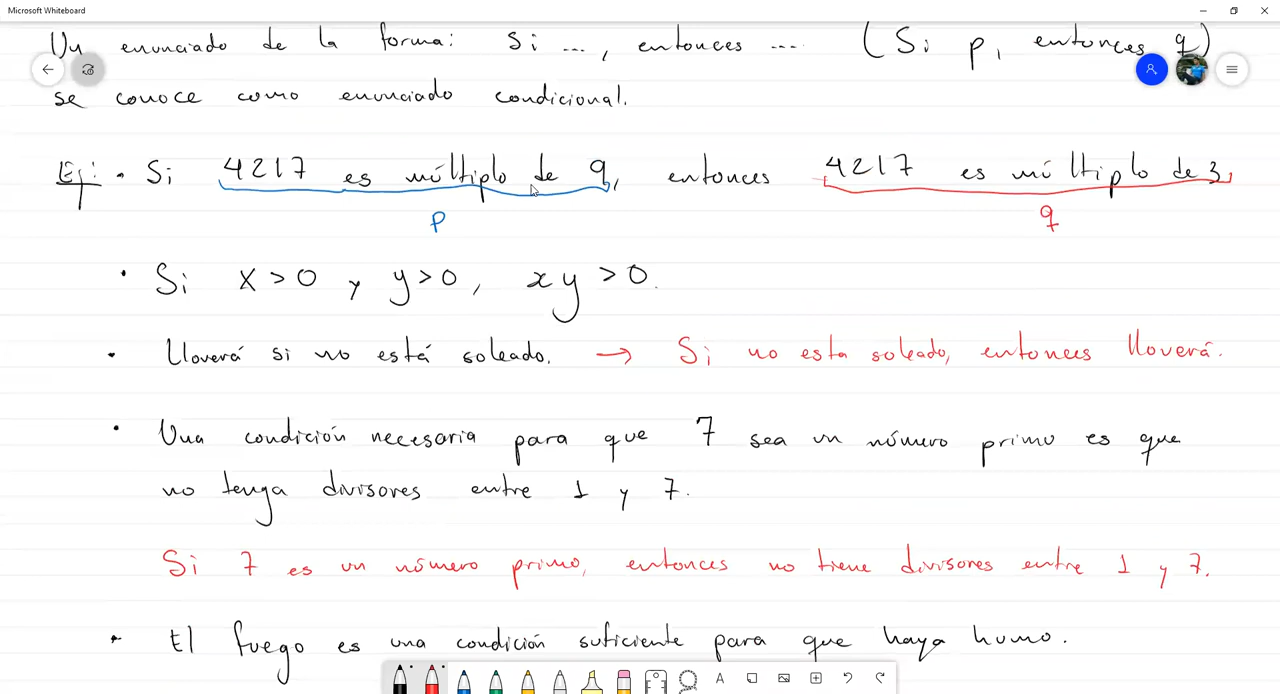 Microsoft Whiteboard
Un enunciado de la forma: Si ..., entonces ... (Si p, entonces q)
se conoce como enunciado condicional.
Ej: • Si 4217 es múltiplo de 9, entonces 4217 es múltiplo de 3
p q
• Si x > 0 y y > 0, xy > 0.
• Lloverá si no está soleado. → Si no esta soleado, entonces lloverá.
• Una condición necesaria para que 7 sea un número primo es que
no tenga divisores entre 1 y 7.
Si 7 es un número primo, entonces no tiene divisores entre 1 y 7.
• El fuego es una condición suficiente para que haya humo.